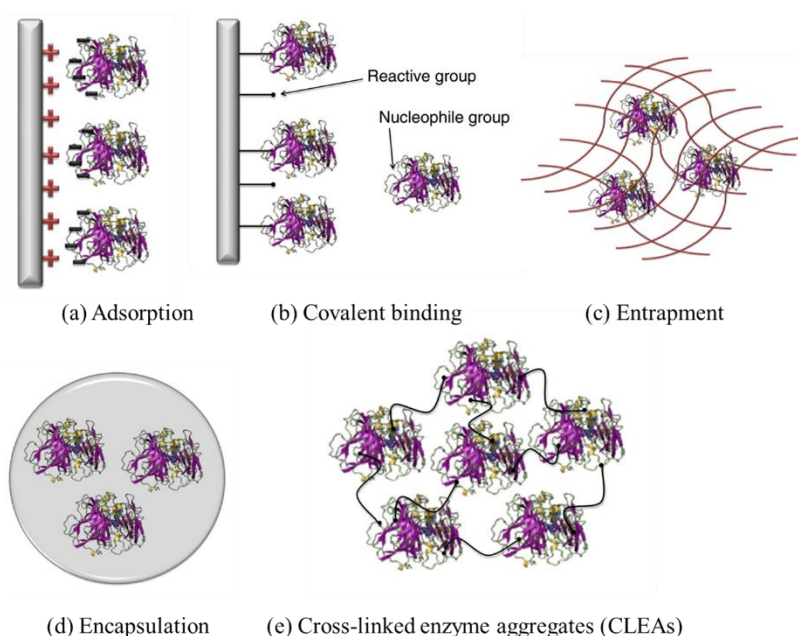 Reactive group
Nucleophile group
(a) Adsorption
(b) Covalent binding
(c) Entrapment
(d) Encapsulation
(e) Cross-linked enzyme aggregates (CLEAs)